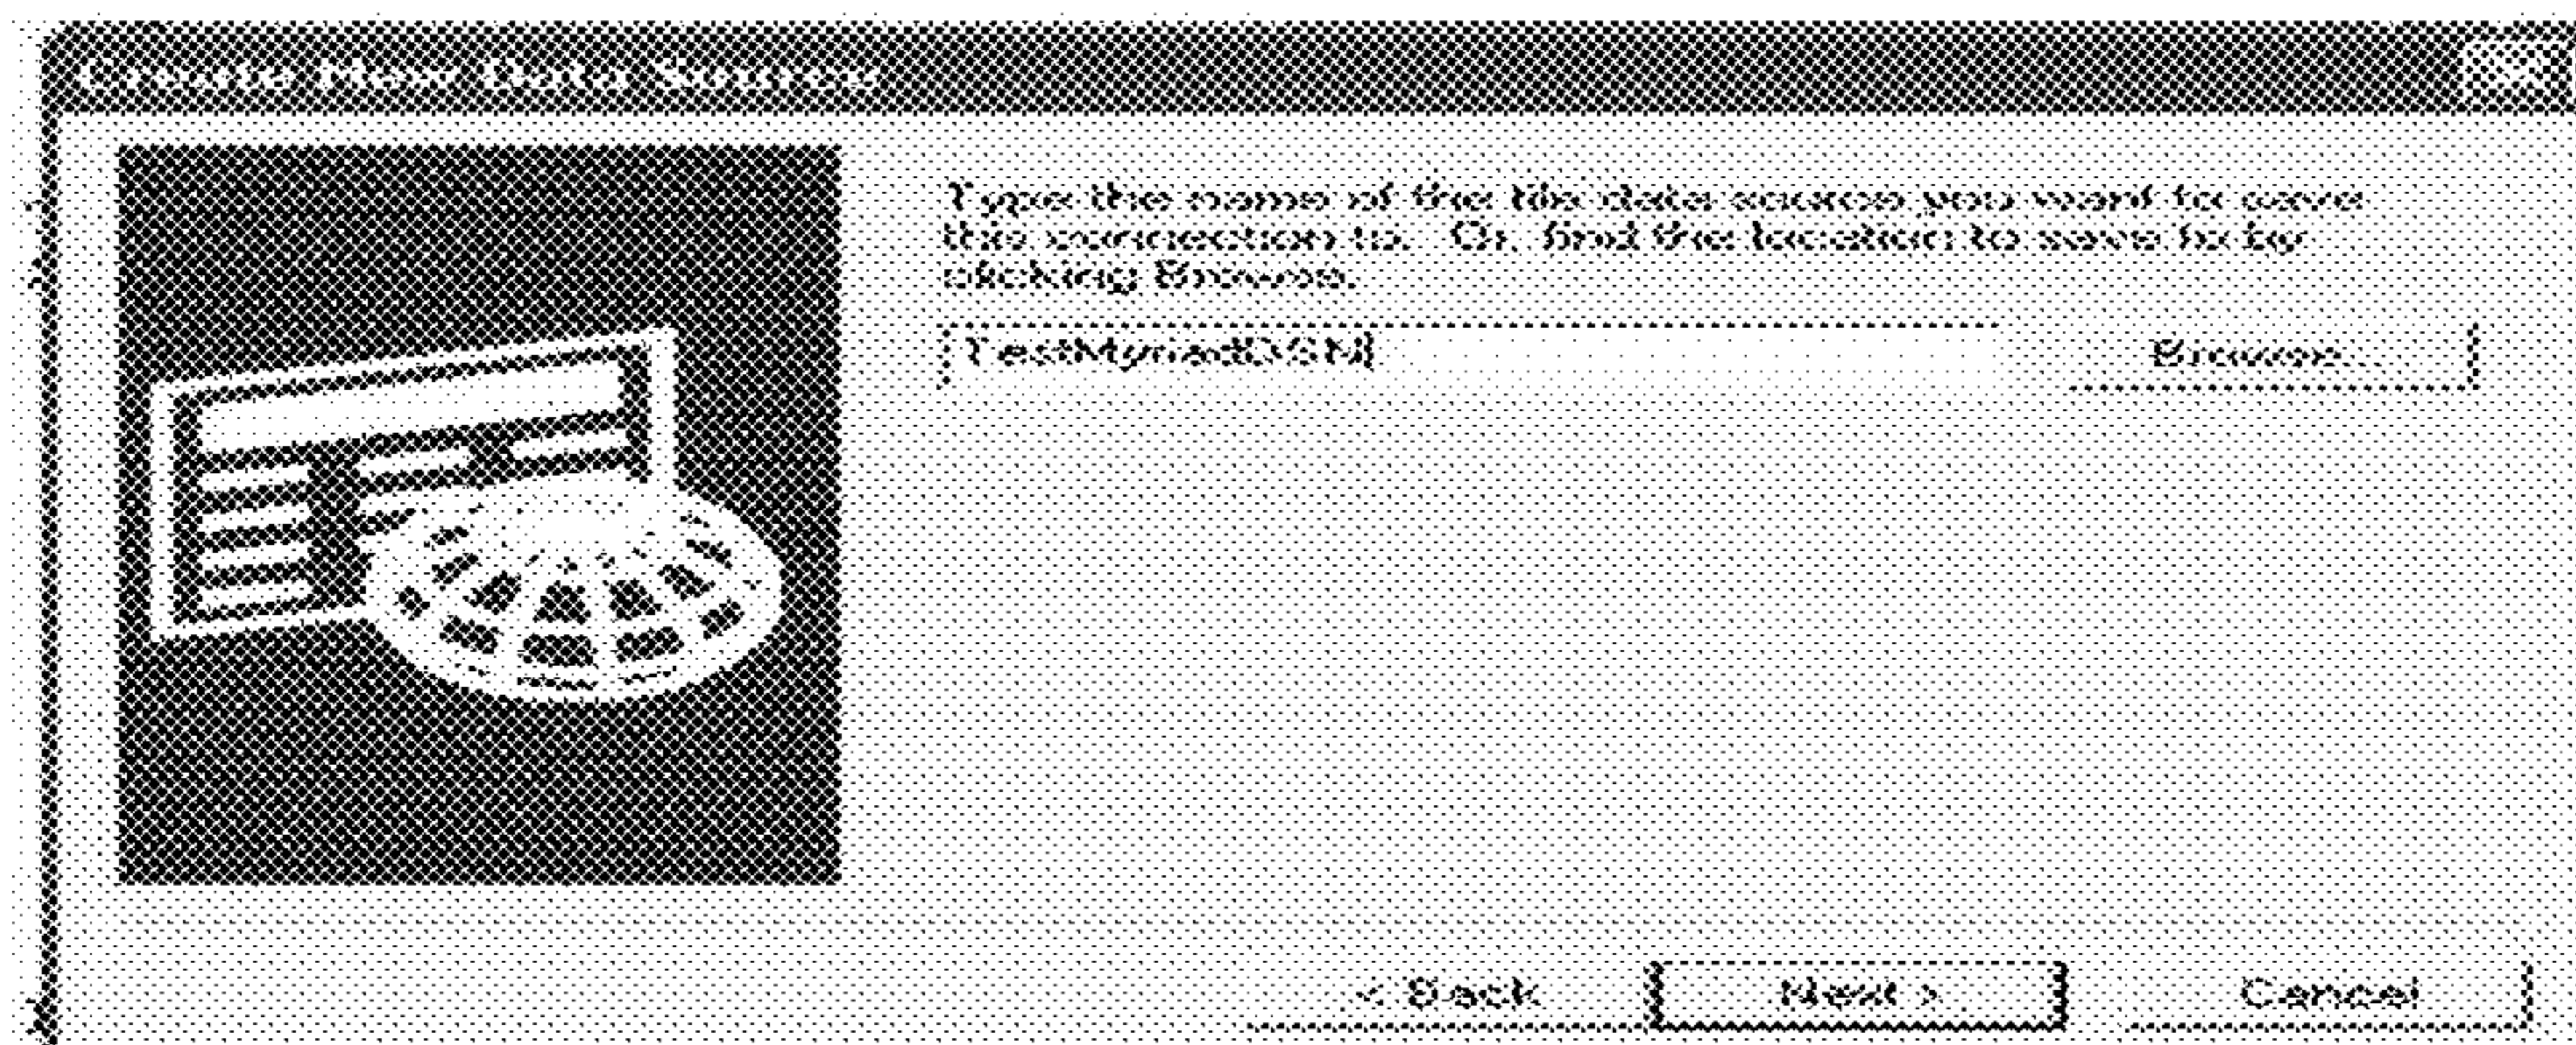 Create New Data Source
Type the name of the file data source you want to save
this connection to.  Or, find the location to save to by
clicking Browse.
TestMyriadDSN
Browse...
< Back
Next >
Cancel